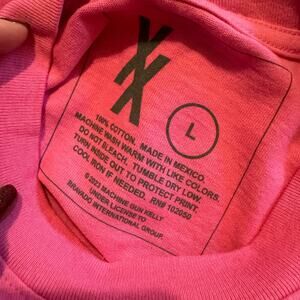 XX
L
100% COTTON. MADE IN MEXICO.
MACHINE WASH WARM WITH LIKE COLORS.
DO NOT BLEACH. TUMBLE DRY LOW.
TURN INSIDE OUT TO PROTECT PRINT.
COOL IRON IF NEEDED. RN# 102050
©2023 MACHINE GUN KELLY
UNDER LICENSE TO
BRAVADO INTERNATIONAL GROUP.